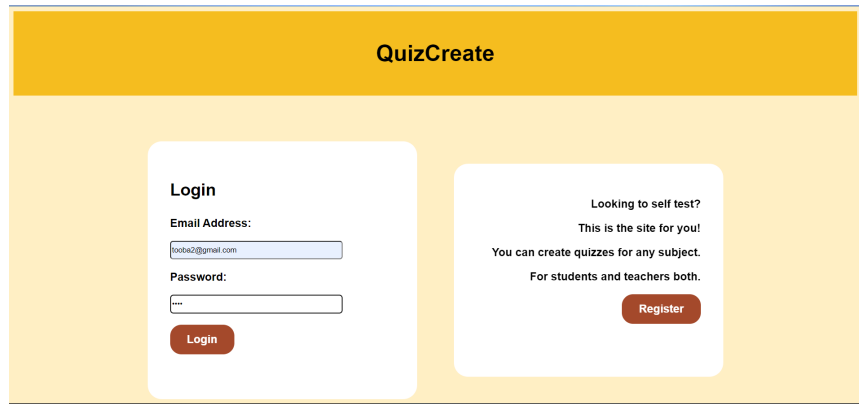 QuizCreate
Login
Email Address:
tooba2@gmail.com
Password:
••••
Login
Looking to self test?
This is the site for you!
You can create quizzes for any subject.
For students and teachers both.
Register